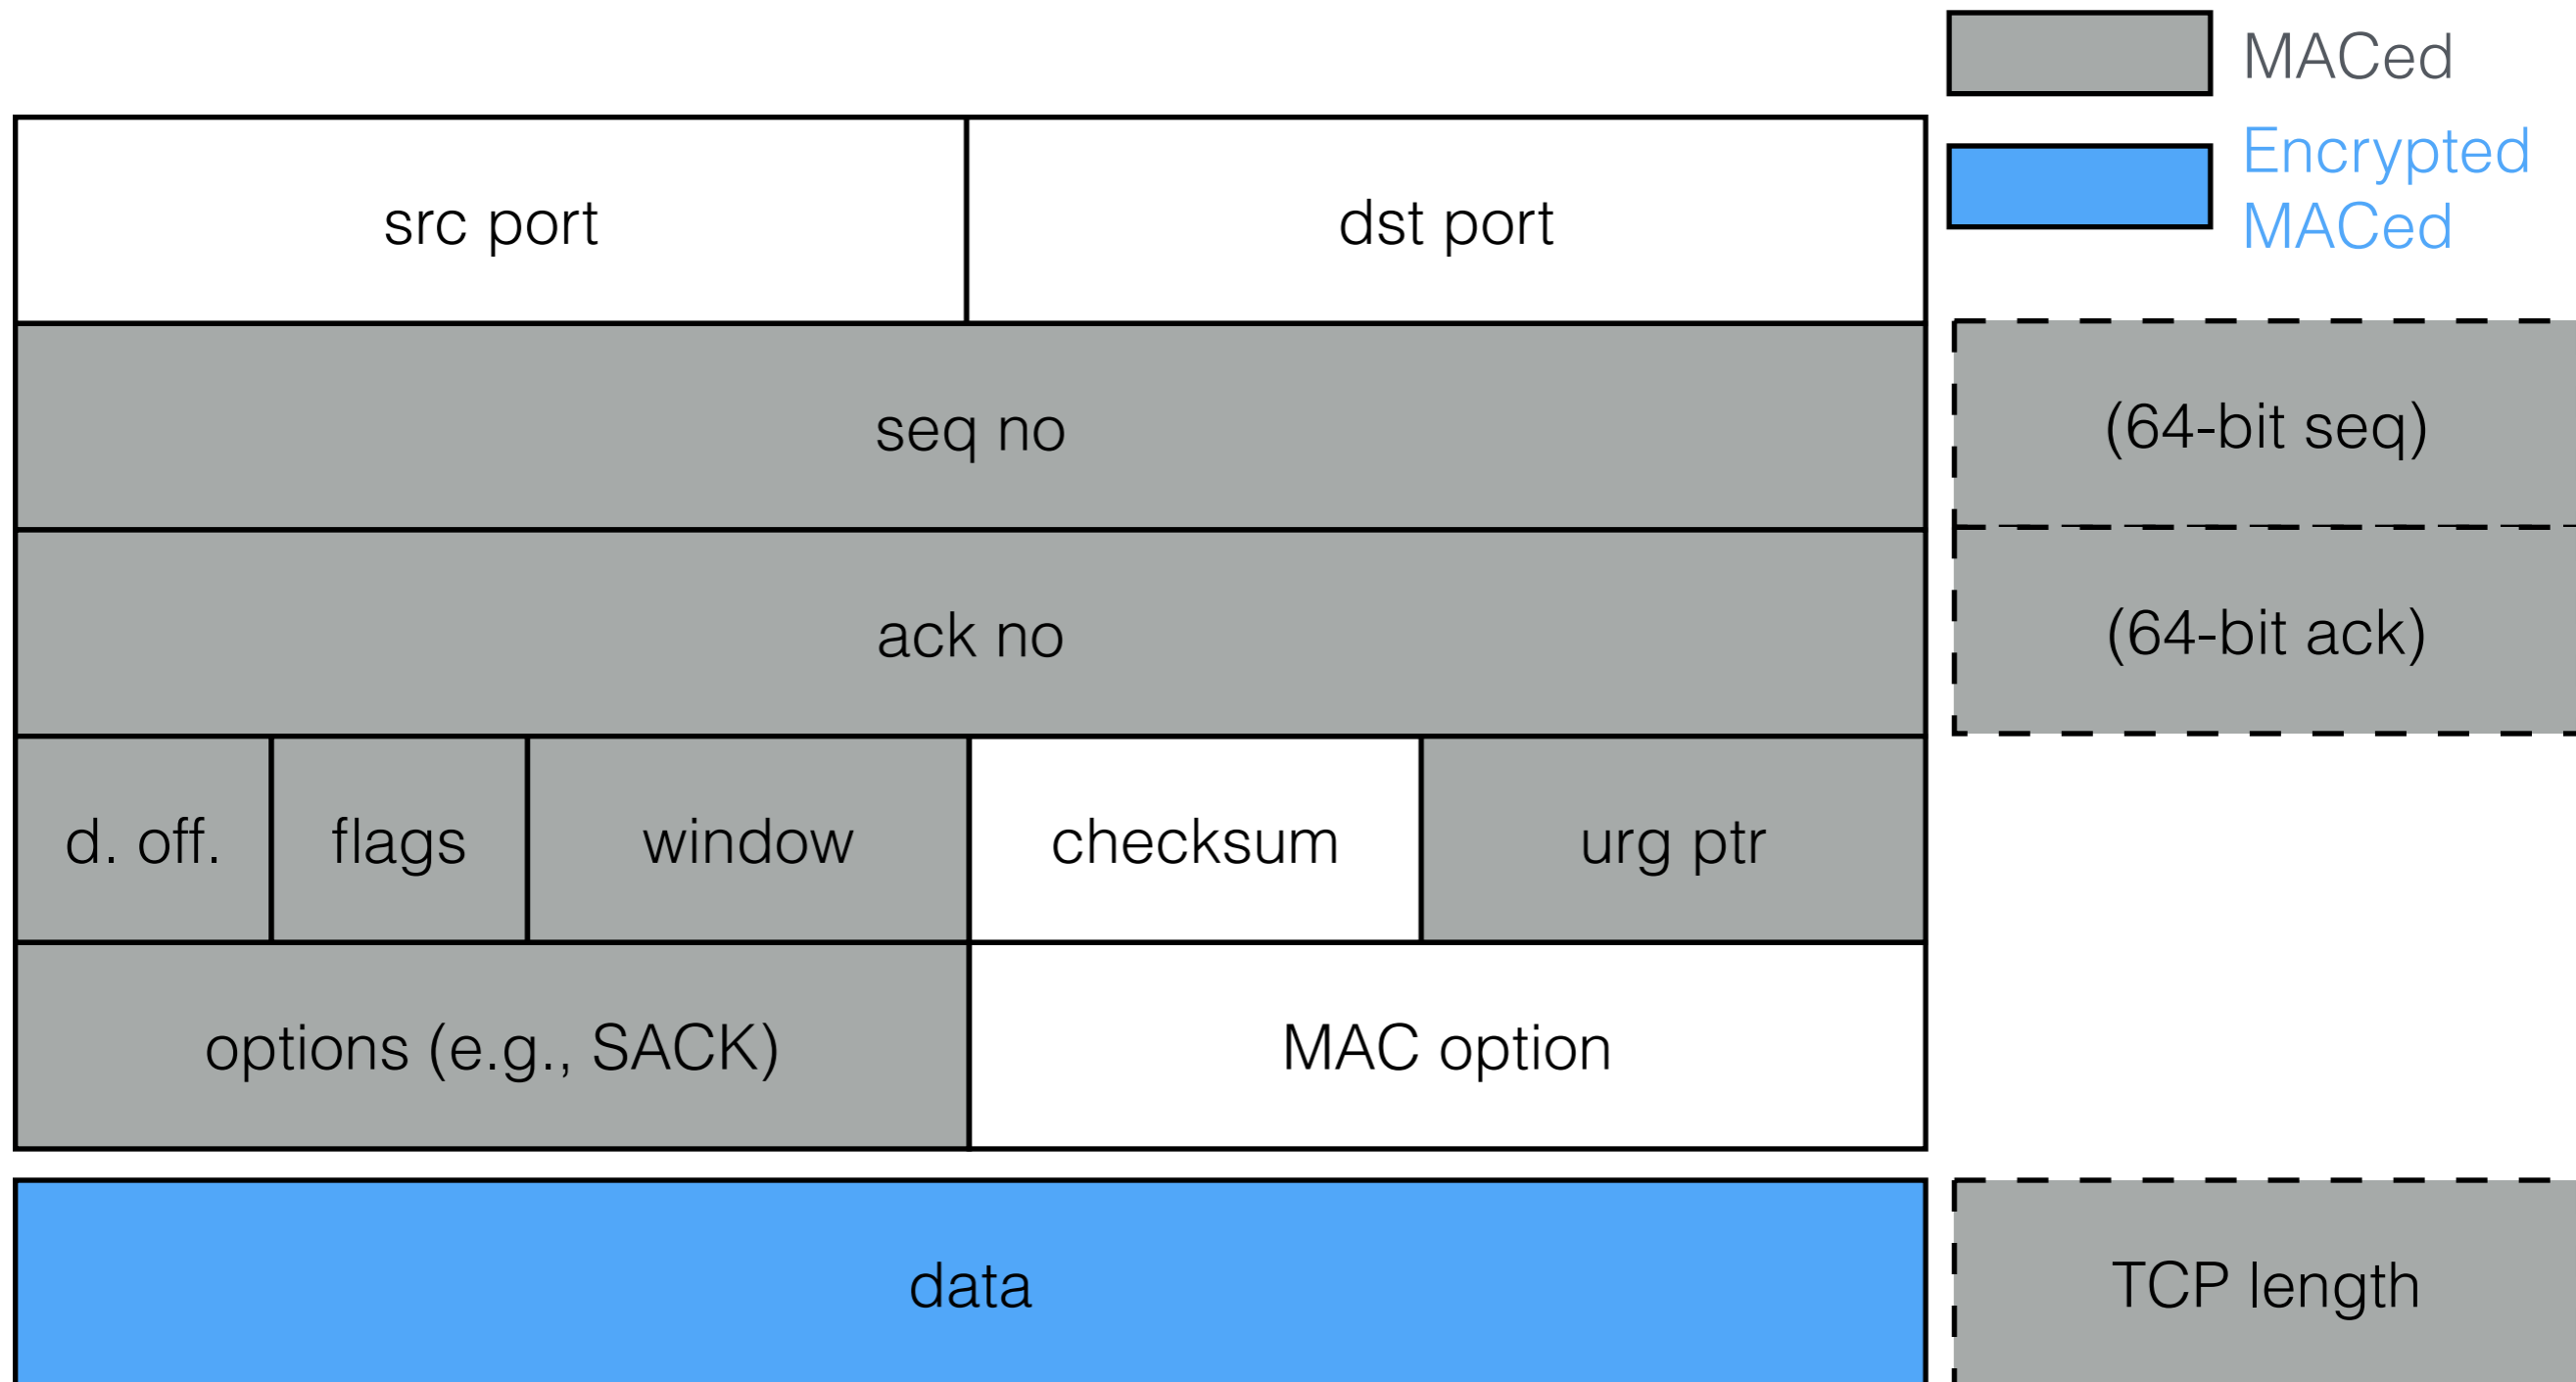 MACed
Encrypted
MACed
src port
dst port
seq no
(64-bit seq)
ack no
(64-bit ack)
d. off.
flags
window
checksum
urg ptr
options (e.g., SACK)
MAC option
data
TCP length